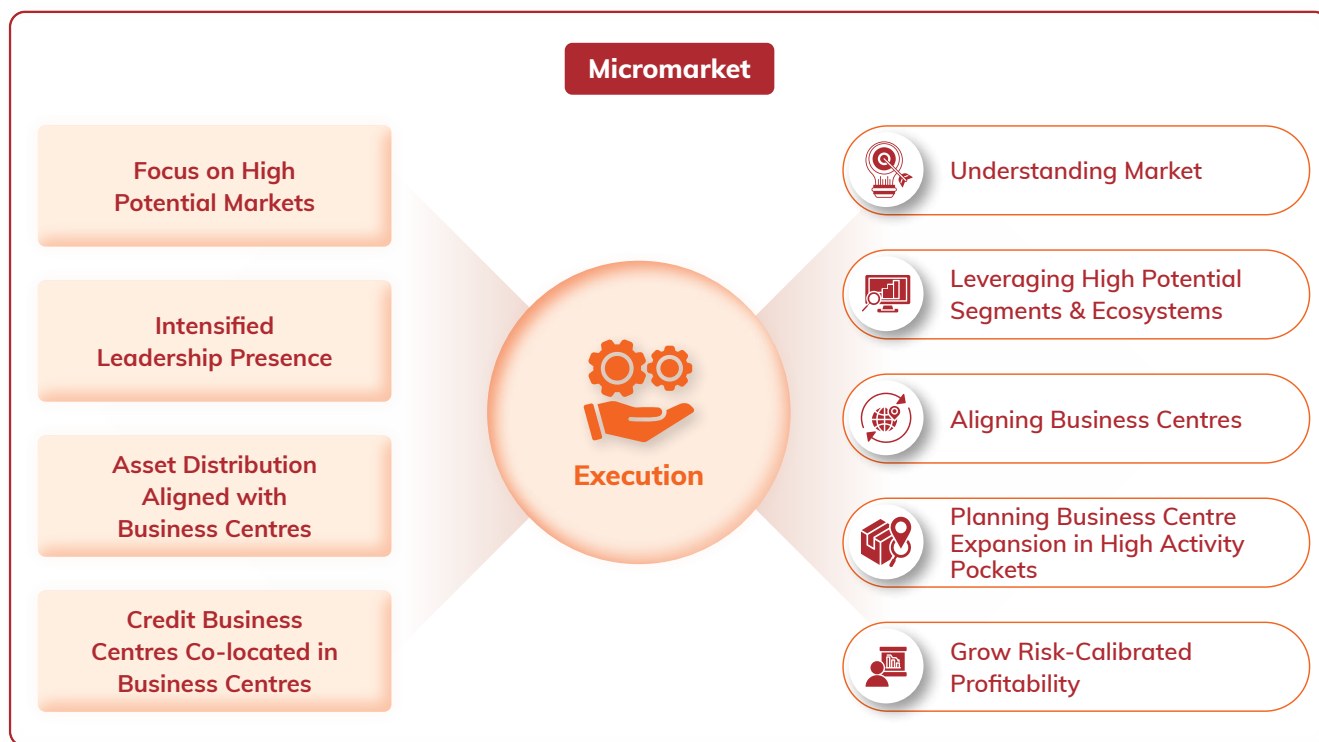 Micromarket
Focus on High
Potential Markets
Intensified
Leadership Presence
Asset Distribution
Aligned with
Business Centres
Credit Business
Centres Co-located in
Business Centres
Execution
Understanding Market
Leveraging High Potential
Segments & Ecosystems
Aligning Business Centres
Planning Business Centre
Expansion in High Activity
Pockets
Grow Risk-Calibrated
Profitability